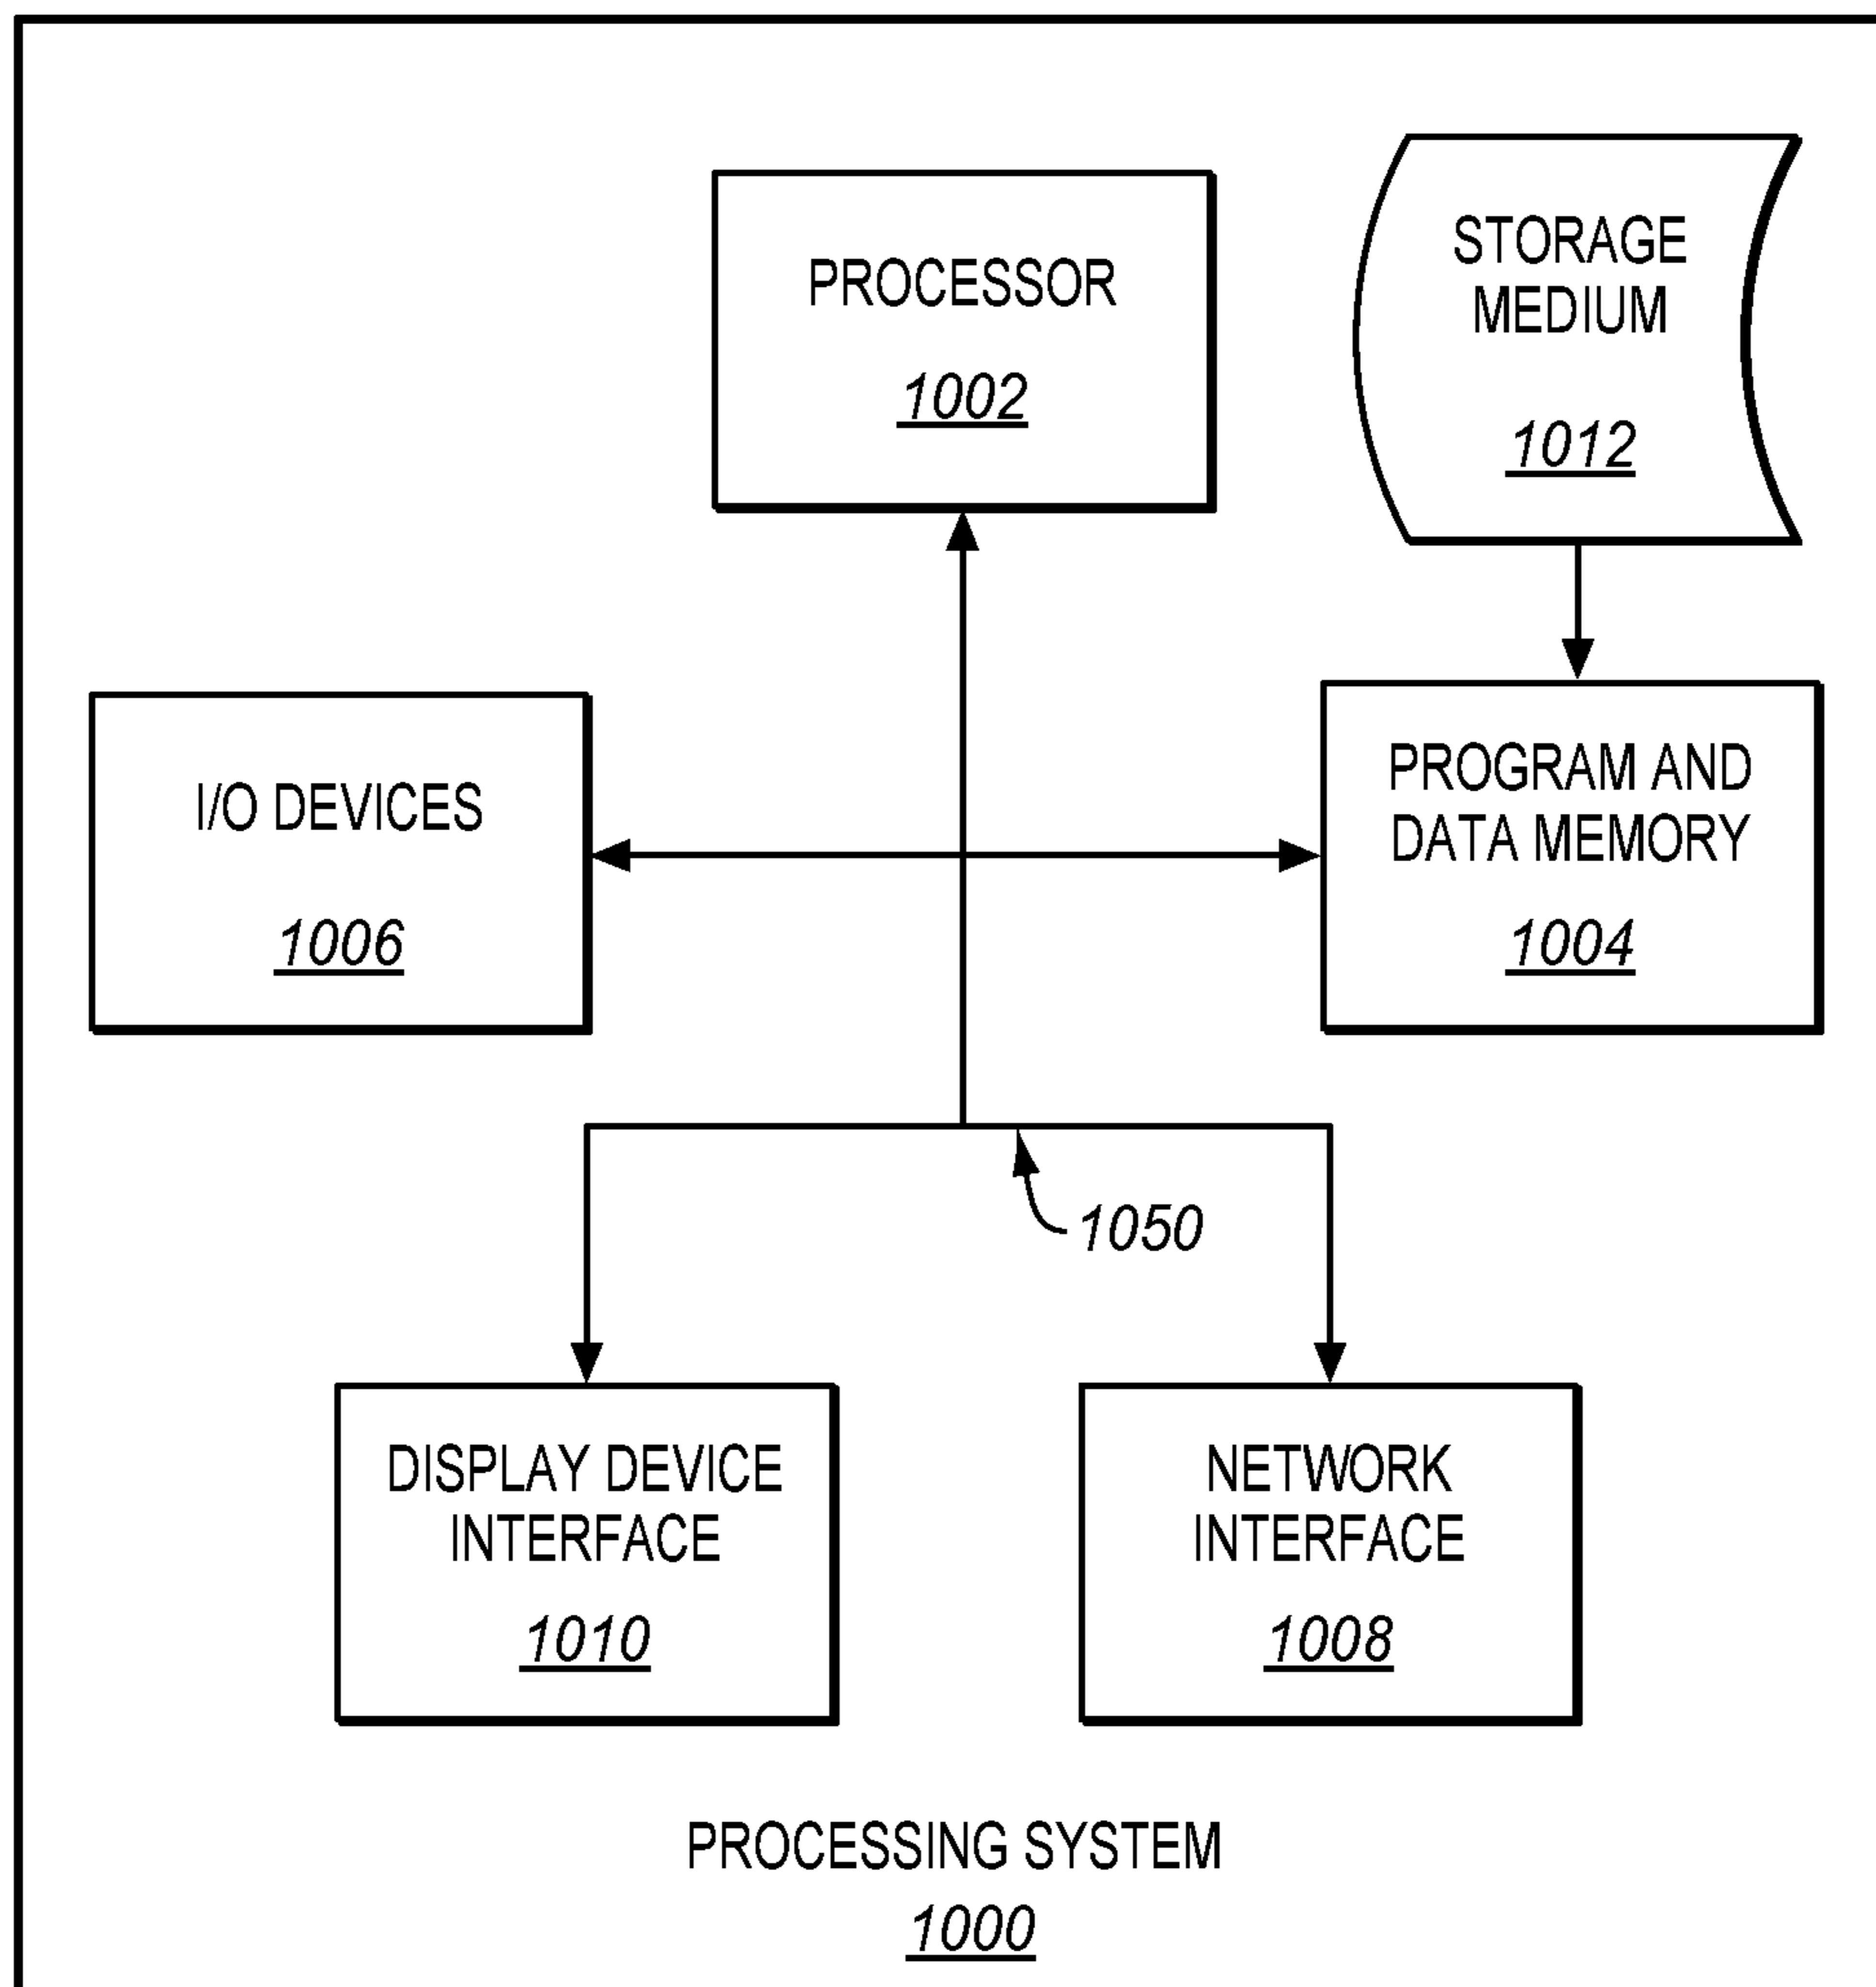 PROCESSOR
1002
STORAGE
MEDIUM
1012
I/O DEVICES
1006
PROGRAM AND
DATA MEMORY
1004
1050
DISPLAY DEVICE
INTERFACE
1010
NETWORK
INTERFACE
1008
PROCESSING SYSTEM
1000